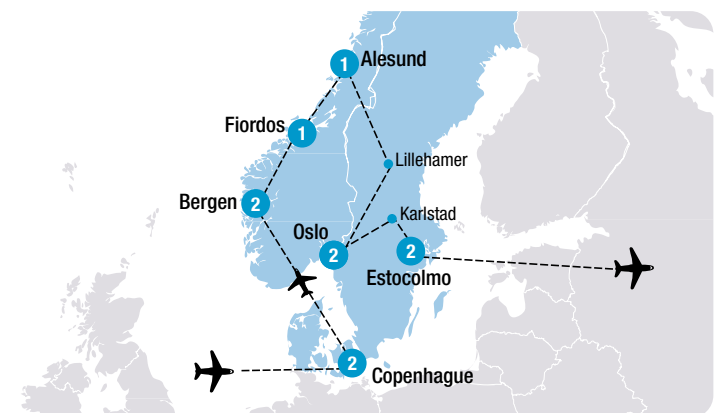 1 Alesund
Fiordos 1
Lillehamer
Bergen 2
Karlstad
Oslo
2
2
Estocolmo
2
Copenhague